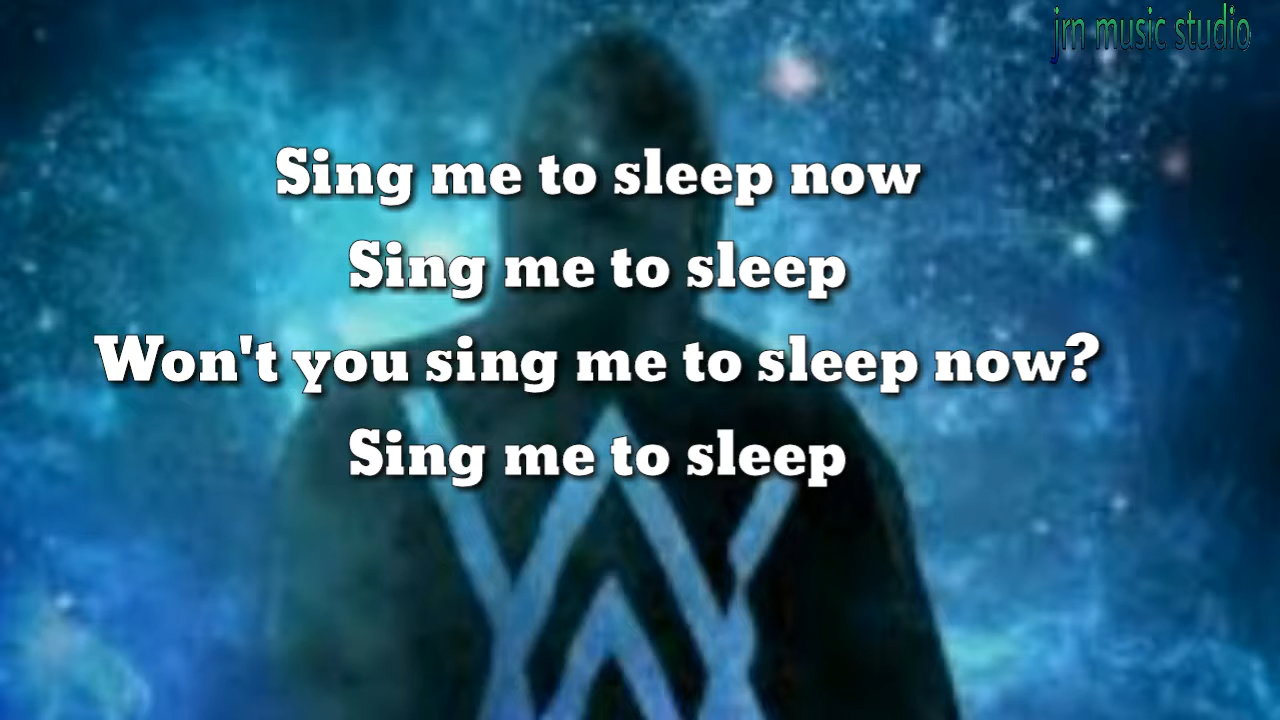 jrn music studio
Sing me to sleep now
Sing me to sleep
Won't you sing me to sleep now?
Sing me to sleep